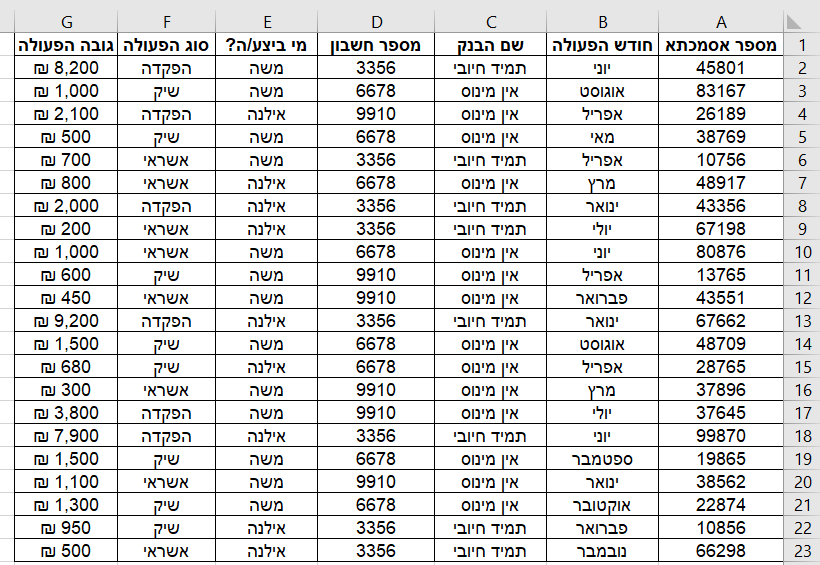 A B C D E F G
1 מספר אסמכתא חודש הפעולה שם הבנק מספר חשבון מי ביצע/ה? סוג הפעולה גובה הפעולה
2 45801 יוני תמיד חיובי 3356 משה הפקדה 8,200 ₪
3 83167 אוגוסט אין מינוס 6678 משה שיק 1,000 ₪
4 26189 אפריל אין מינוס 9910 אילנה הפקדה 2,100 ₪
5 38769 מאי אין מינוס 6678 משה שיק 500 ₪
6 10756 אפריל תמיד חיובי 3356 משה אשראי 700 ₪
7 48917 מרץ אין מינוס 6678 אילנה אשראי 800 ₪
8 43356 ינואר תמיד חיובי 3356 אילנה הפקדה 2,000 ₪
9 67198 יולי תמיד חיובי 3356 אילנה אשראי 200 ₪
10 80876 יוני אין מינוס 6678 משה אשראי 1,000 ₪
11 13765 אפריל אין מינוס 9910 משה שיק 600 ₪
12 43551 פברואר אין מינוס 9910 משה אשראי 450 ₪
13 67662 ינואר תמיד חיובי 3356 אילנה הפקדה 9,200 ₪
14 48709 אוגוסט אין מינוס 6678 משה שיק 1,500 ₪
15 28765 אפריל אין מינוס 6678 אילנה שיק 680 ₪
16 37896 מרץ אין מינוס 9910 משה אשראי 300 ₪
17 37645 יולי אין מינוס 9910 משה הפקדה 3,800 ₪
18 99870 יוני תמיד חיובי 3356 אילנה הפקדה 7,900 ₪
19 19865 ספטמבר אין מינוס 6678 משה שיק 1,500 ₪
20 38562 ינואר אין מינוס 9910 משה אשראי 1,100 ₪
21 22874 אוקטובר אין מינוס 6678 משה שיק 1,300 ₪
22 10856 פברואר תמיד חיובי 3356 אילנה שיק 950 ₪
23 66298 נובמבר תמיד חיובי 3356 אילנה אשראי 500 ₪